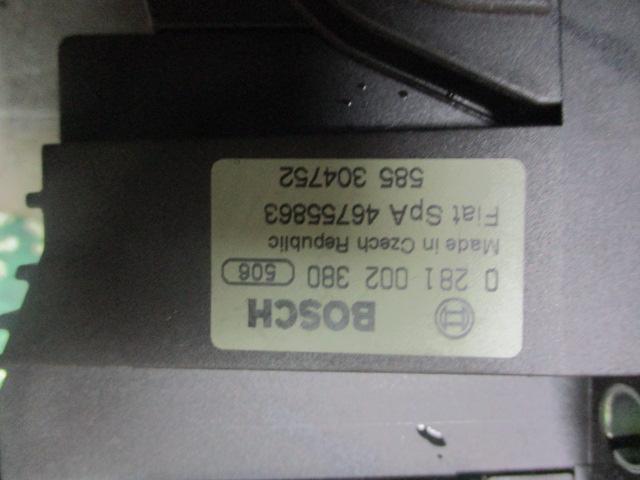 BOSCH
0 281 002 380 506
Made in Czech Republic
Fiat SpA 46755863
585 304752